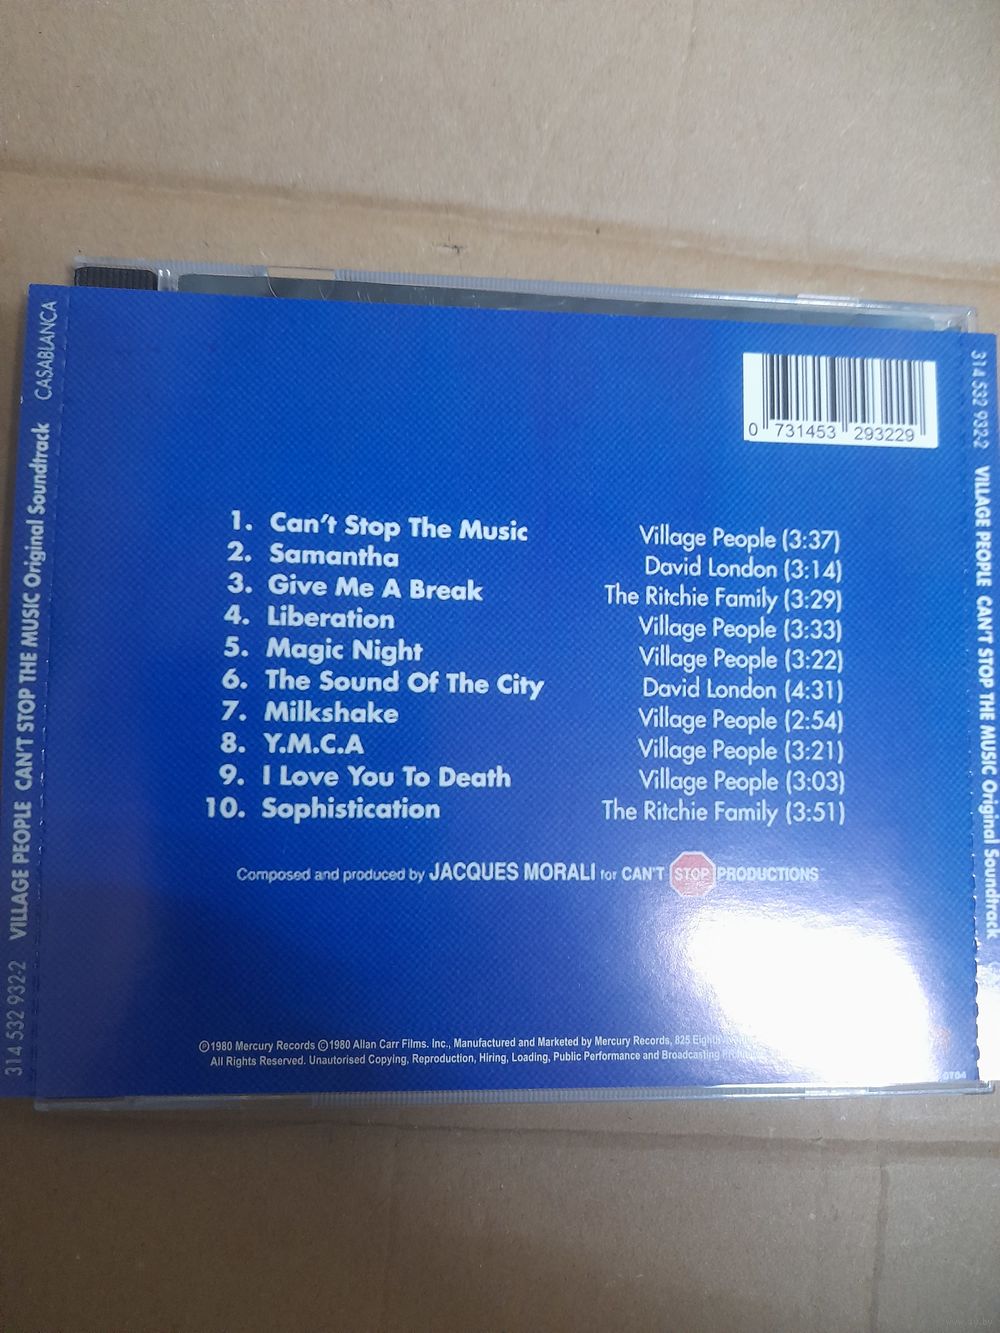 CASABLANCA
VILLAGE PEOPLE CAN'T STOP THE MUSIC Original Soundtrack
314 532 932-2
0 731453 293229
1. Can't Stop The Music Village People (3:37)
2. Samantha David London (3:14)
3. Give Me A Break The Ritchie Family (3:29)
4. Liberation Village People (3:33)
5. Magic Night Village People (3:22)
6. The Sound Of The City David London (4:31)
7. Milkshake Village People (2:54)
8. Y.M.C.A Village People (3:21)
9. I Love You To Death Village People (3:03)
10. Sophistication The Ritchie Family (3:51)
Composed and produced by JACQUES MORALI for CAN'T STOP PRODUCTIONS
℗1980 Mercury Records ©1980 Allan Carr Films. Inc., Manufactured and Marketed by Mercury Records, 825 Eighth
All Rights Reserved. Unauthorised Copying, Reproduction, Hiring, Loading, Public Performance and Broadcasting
314 532 932-2 VILLAGE PEOPLE CAN'T STOP THE MUSIC Original Soundtrack